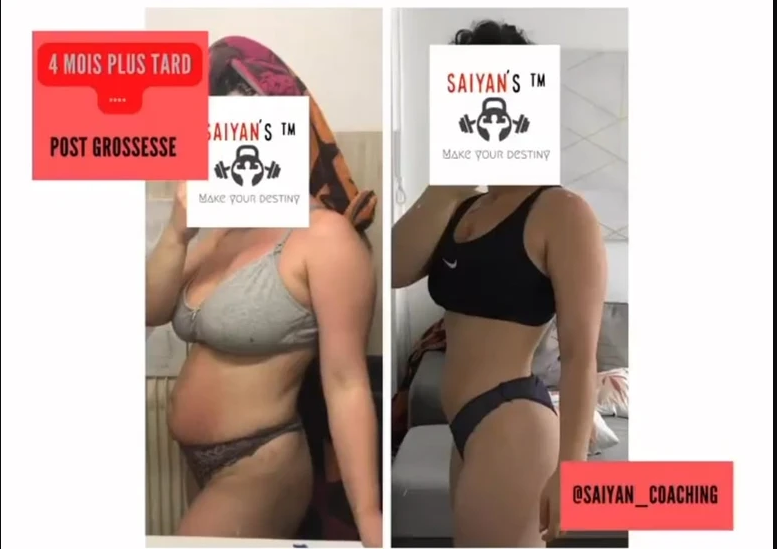 4 MOIS PLUS TARD
....
POST GROSSESSE
SAIYAN'S ™
MAKE YOUR DESTINY
SAIYAN'S ™
MAKE YOUR DESTINY
@SAIYAN_COACHING